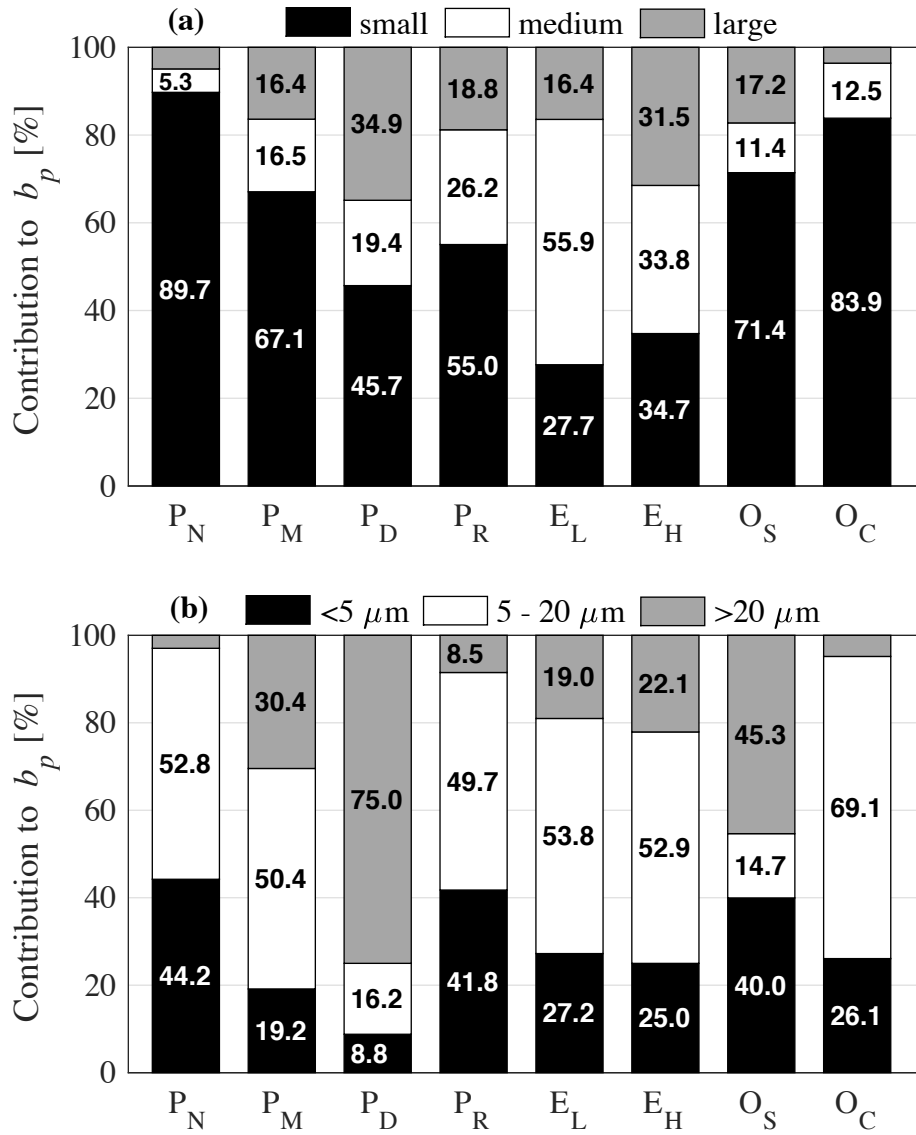 (a) small medium large
Contribution to b_p [%]
100
80
60
40
20
0
5.3 16.4 34.9 18.8 16.4 31.5 17.2 12.5
16.5 19.4 26.2 55.9 33.8 11.4
89.7 67.1 45.7 55.0 27.7 34.7 71.4 83.9
P_N P_M P_D P_R E_L E_H O_S O_C
(b) <5 μm 5 - 20 μm >20 μm
Contribution to b_p [%]
100
80
60
40
20
0
30.4 75.0 8.5 19.0 22.1 45.3
52.8 50.4 16.2 49.7 53.8 52.9 14.7 69.1
44.2 19.2 8.8 41.8 27.2 25.0 40.0 26.1
P_N P_M P_D P_R E_L E_H O_S O_C